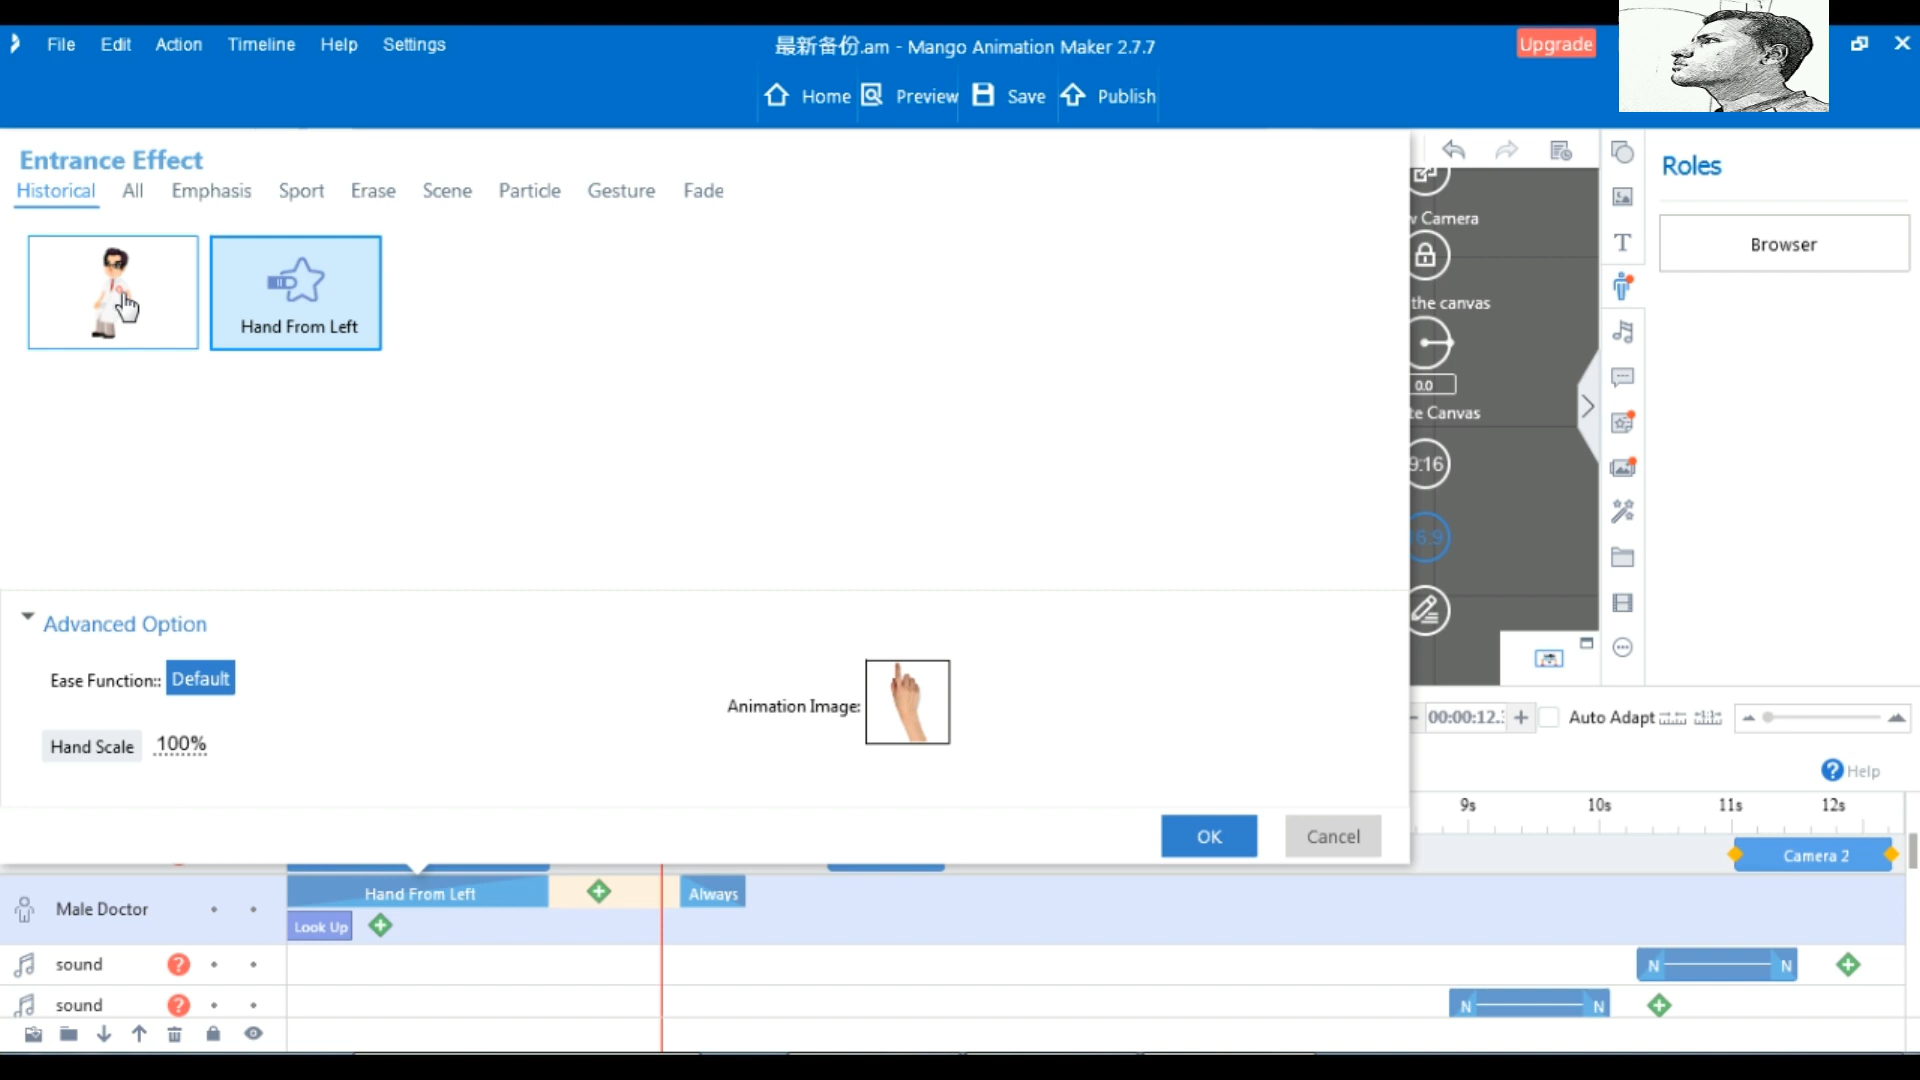 File Edit Action Timeline Help Settings
最新备份.am - Mango Animation Maker 2.7.7
Upgrade
Home Preview Save Publish
Entrance Effect
Historical All Emphasis Sport Erase Scene Particle Gesture Fade
Hand From Left
Camera
the canvas
0.0
Canvas
9:16
Roles
Browser
Advanced Option
Ease Function:: Default
Hand Scale 100%
Animation Image:
OK Cancel
00:00:12. Auto Adapt
Help
9s 10s 11s 12s
Camera 2
Male Doctor
Hand From Left
Always
Look Up
sound ? N N
sound ? N N